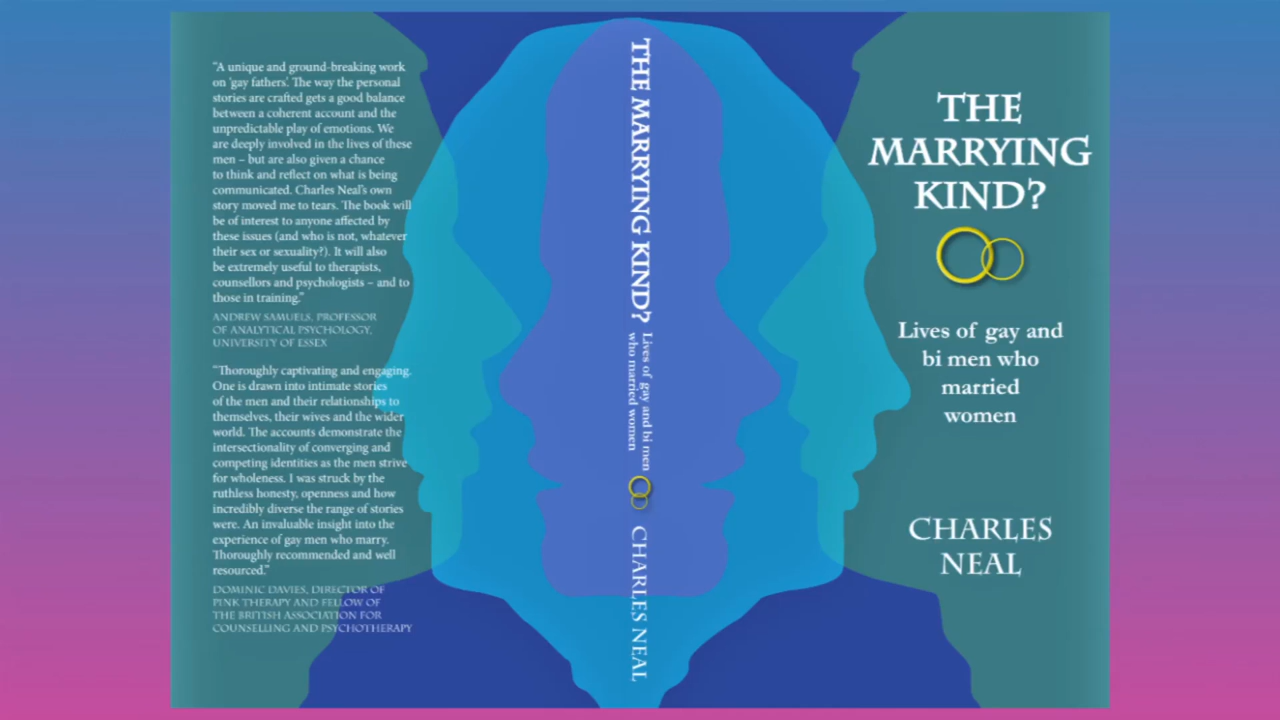 “A unique and ground-breaking work
on ‘gay fathers’. The way the personal
stories are crafted gets a good balance
between a coherent account and the
unpredictable play of emotions. We
are deeply involved in the lives of these
men – but are also given a chance
to think and reflect on what is being
communicated. Charles Neal’s own
story moved me to tears. The book will
be of interest to anyone affected by
these issues (and who is not, whatever
their sex or sexuality?). It will also
be extremely useful to therapists,
counsellors and psychologists – and to
those in training.”
ANDREW SAMUELS, PROFESSOR
OF ANALYTICAL PSYCHOLOGY,
UNIVERSITY OF ESSEX
“Thoroughly captivating and engaging.
One is drawn into intimate stories
of the men and their relationships to
themselves, their wives and the wider
world. The accounts demonstrate the
intersectionality of converging and
competing identities as the men strive
for wholeness. I was struck by the
ruthless honesty, openness and how
incredibly diverse the range of stories
were. An invaluable insight into the
experience of gay men who marry.
Thoroughly recommended and well
resourced.”
DOMINIC DAVIES, DIRECTOR OF
PINK THERAPY AND FELLOW OF
THE BRITISH ASSOCIATION FOR
COUNSELLING AND PSYCHOTHERAPY
THE MARRYING KIND?
Lives of gay and bi men
who married women
CHARLES NEAL
THE
MARRYING
KIND?
Lives of gay and
bi men who
married
women
CHARLES
NEAL